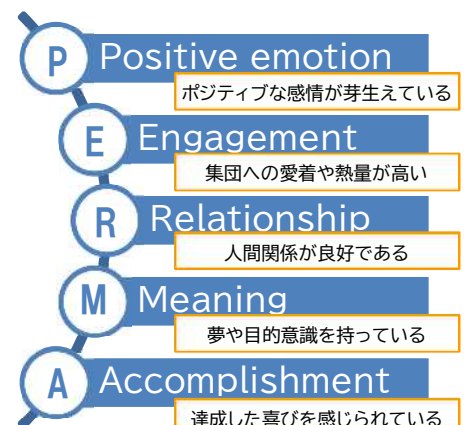 P Positive emotion
ポジティブな感情が芽生えている
E Engagement
集団への愛着や熱量が高い
R Relationship
人間関係が良好である
M Meaning
夢や目的意識を持っている
A Accomplishment
達成した喜びを感じられている